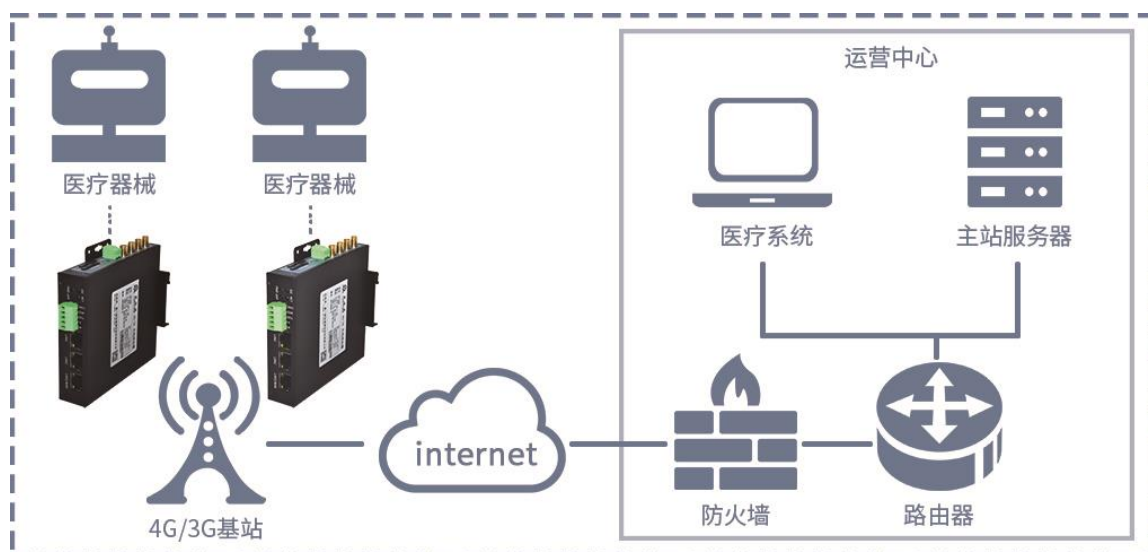 运营中心
医疗器械
医疗器械
医疗系统
主站服务器
internet
4G/3G基站
防火墙
路由器